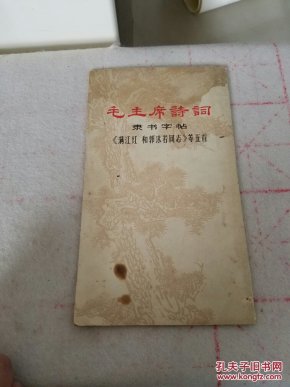 毛主席詩詞
隶书字帖
《满江红 和郭沫若同志》等五首
孔夫子旧书网